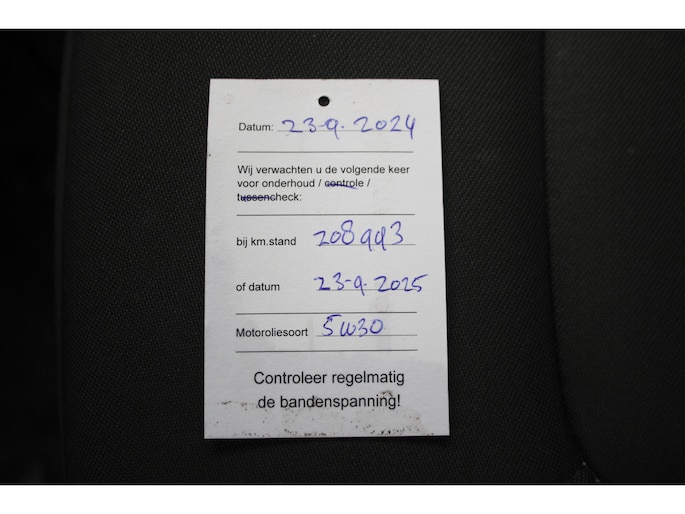 Datum: 23-9-2024
Wij verwachten u de volgende keer
voor onderhoud / controle /
tussencheck:
bij km.stand 208993
of datum 23-9-2025
Motoroliesoort 5W30
Controleer regelmatig
de bandenspanning!